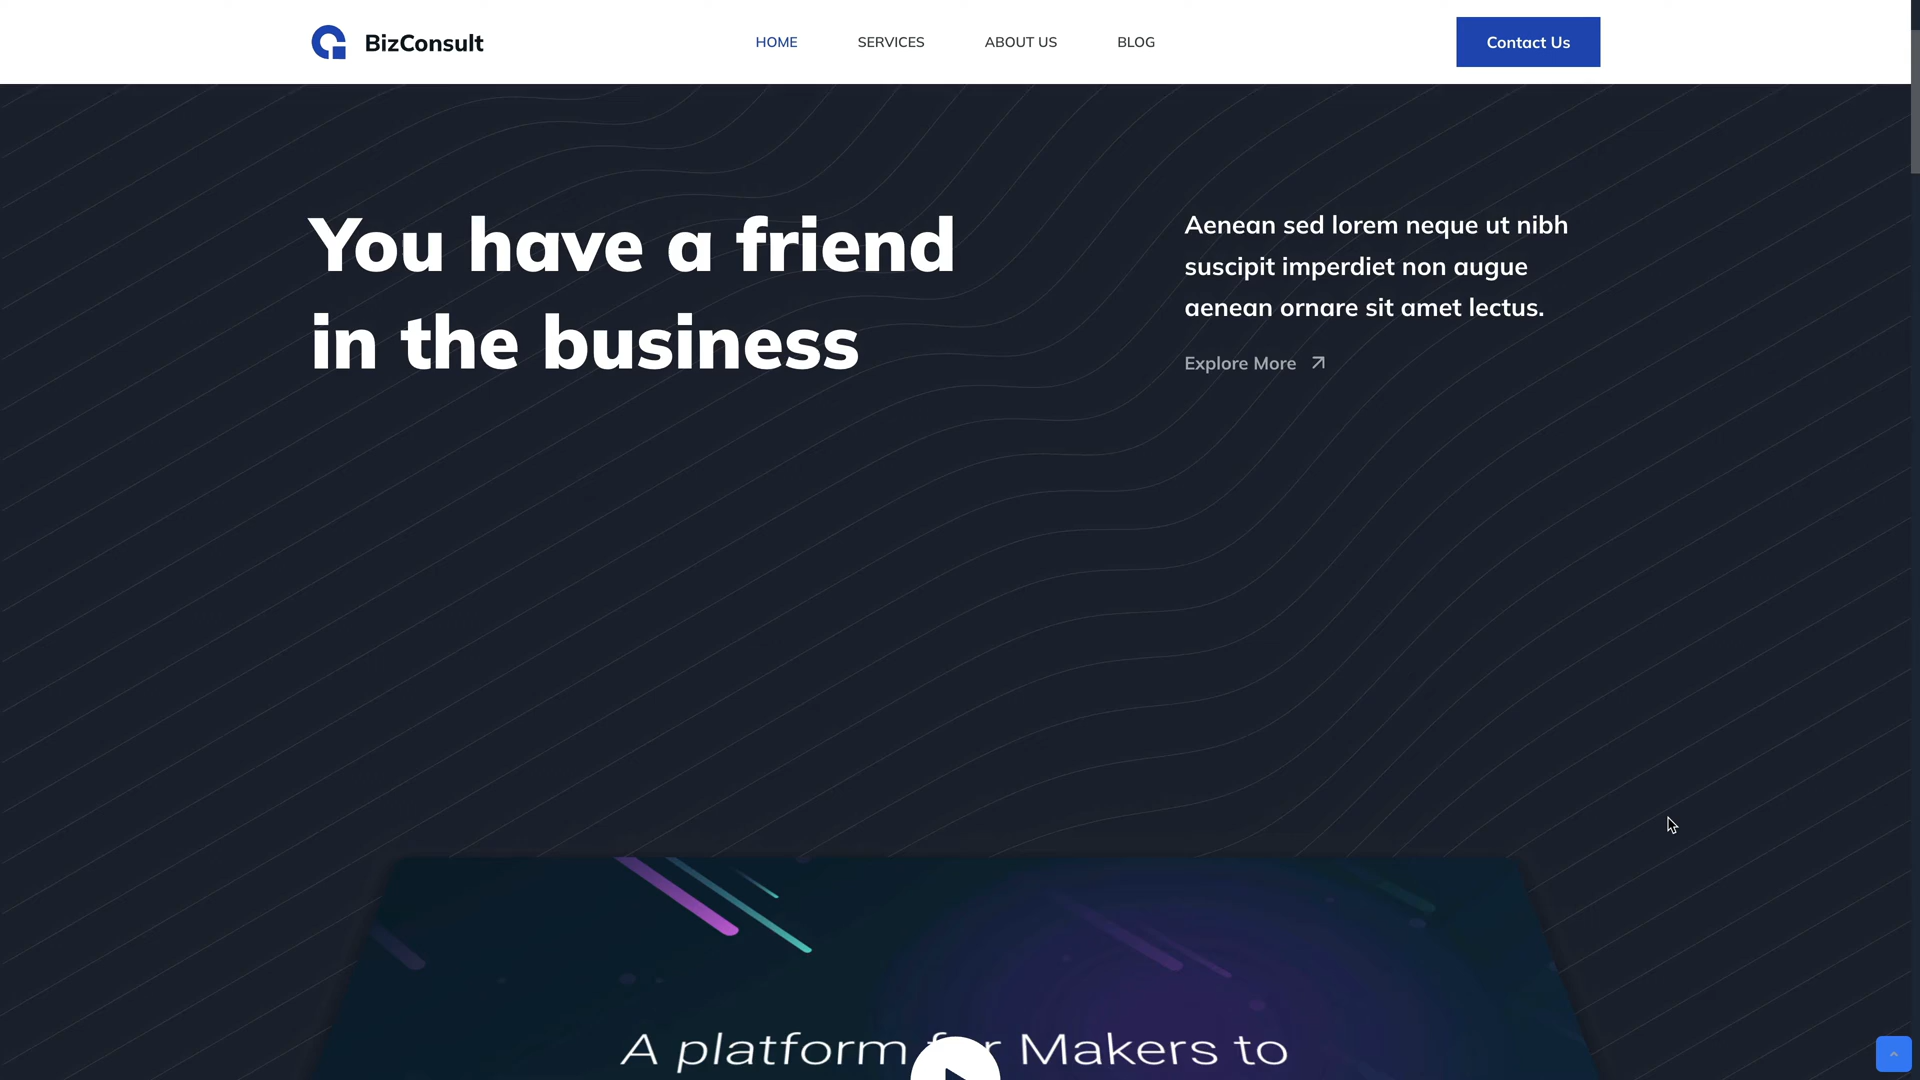 BizConsult
HOME
SERVICES
ABOUT US
BLOG
Contact Us
You have a friend
in the business
Aenean sed lorem neque ut nibh
suscipit imperdiet non augue
aenean ornare sit amet lectus.
Explore More
A platform for Makers to